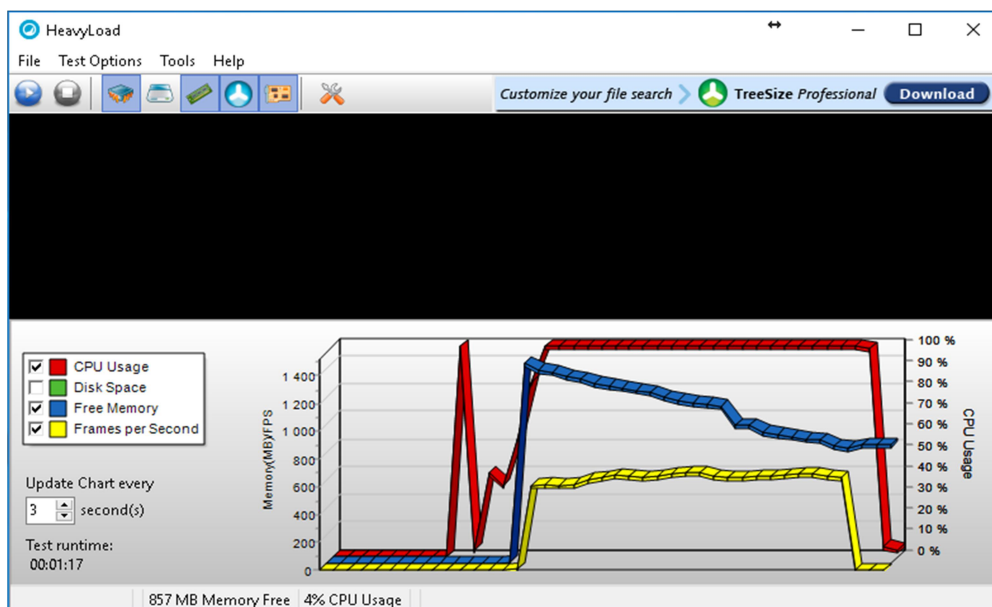 HeavyLoad
File Test Options Tools Help
Customize your file search TreeSize Professional Download
CPU Usage
Disk Space
Free Memory
Frames per Second
Update Chart every
3 second(s)
Test runtime:
00:01:17
Memory(MB)/FPS
1 400
1 200
1 000
800
600
400
200
0
100 %
90 %
80 %
70 %
60 %
50 %
40 %
30 %
20 %
10 %
0 %
CPU Usage
857 MB Memory Free 4% CPU Usage